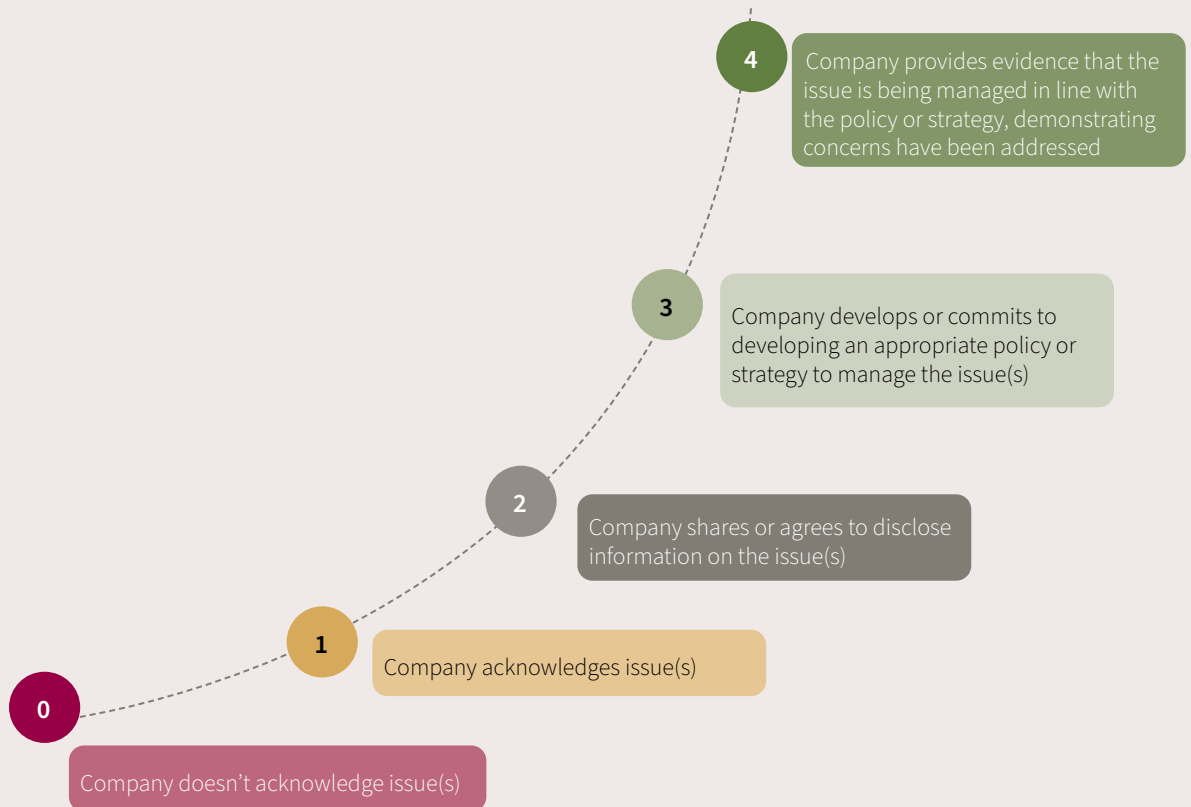 4
Company provides evidence that the
issue is being managed in line with
the policy or strategy, demonstrating
concerns have been addressed
3
Company develops or commits to
developing an appropriate policy or
strategy to manage the issue(s)
2
Company shares or agrees to disclose
information on the issue(s)
1
Company acknowledges issue(s)
0
Company doesn’t acknowledge issue(s)